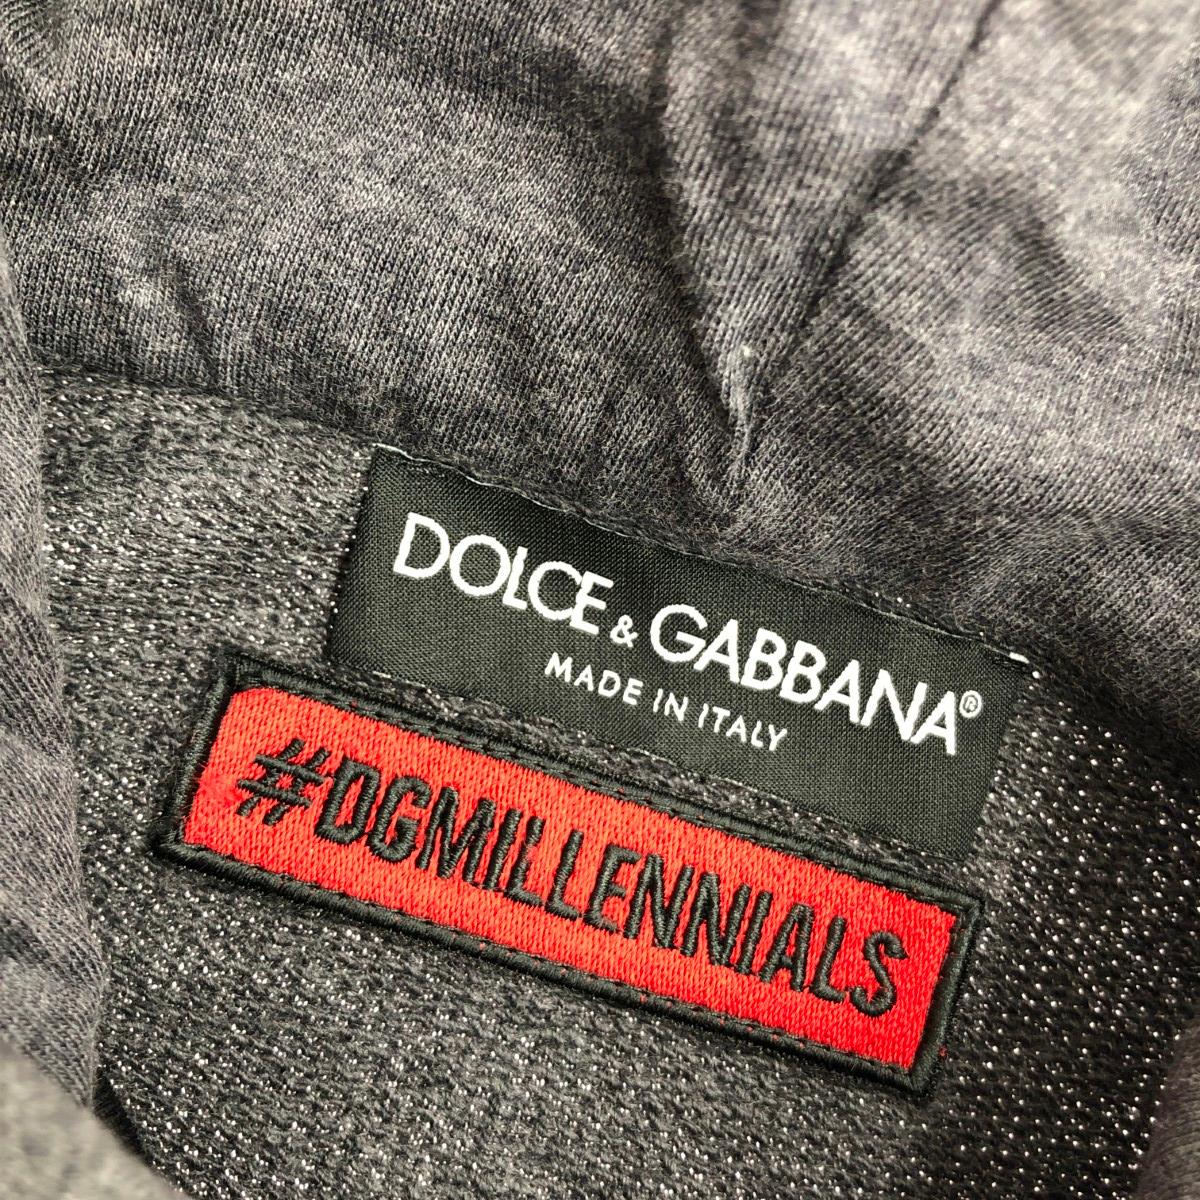 DOLCE & GABBANA®
MADE IN ITALY
#DGMILLENNIALS